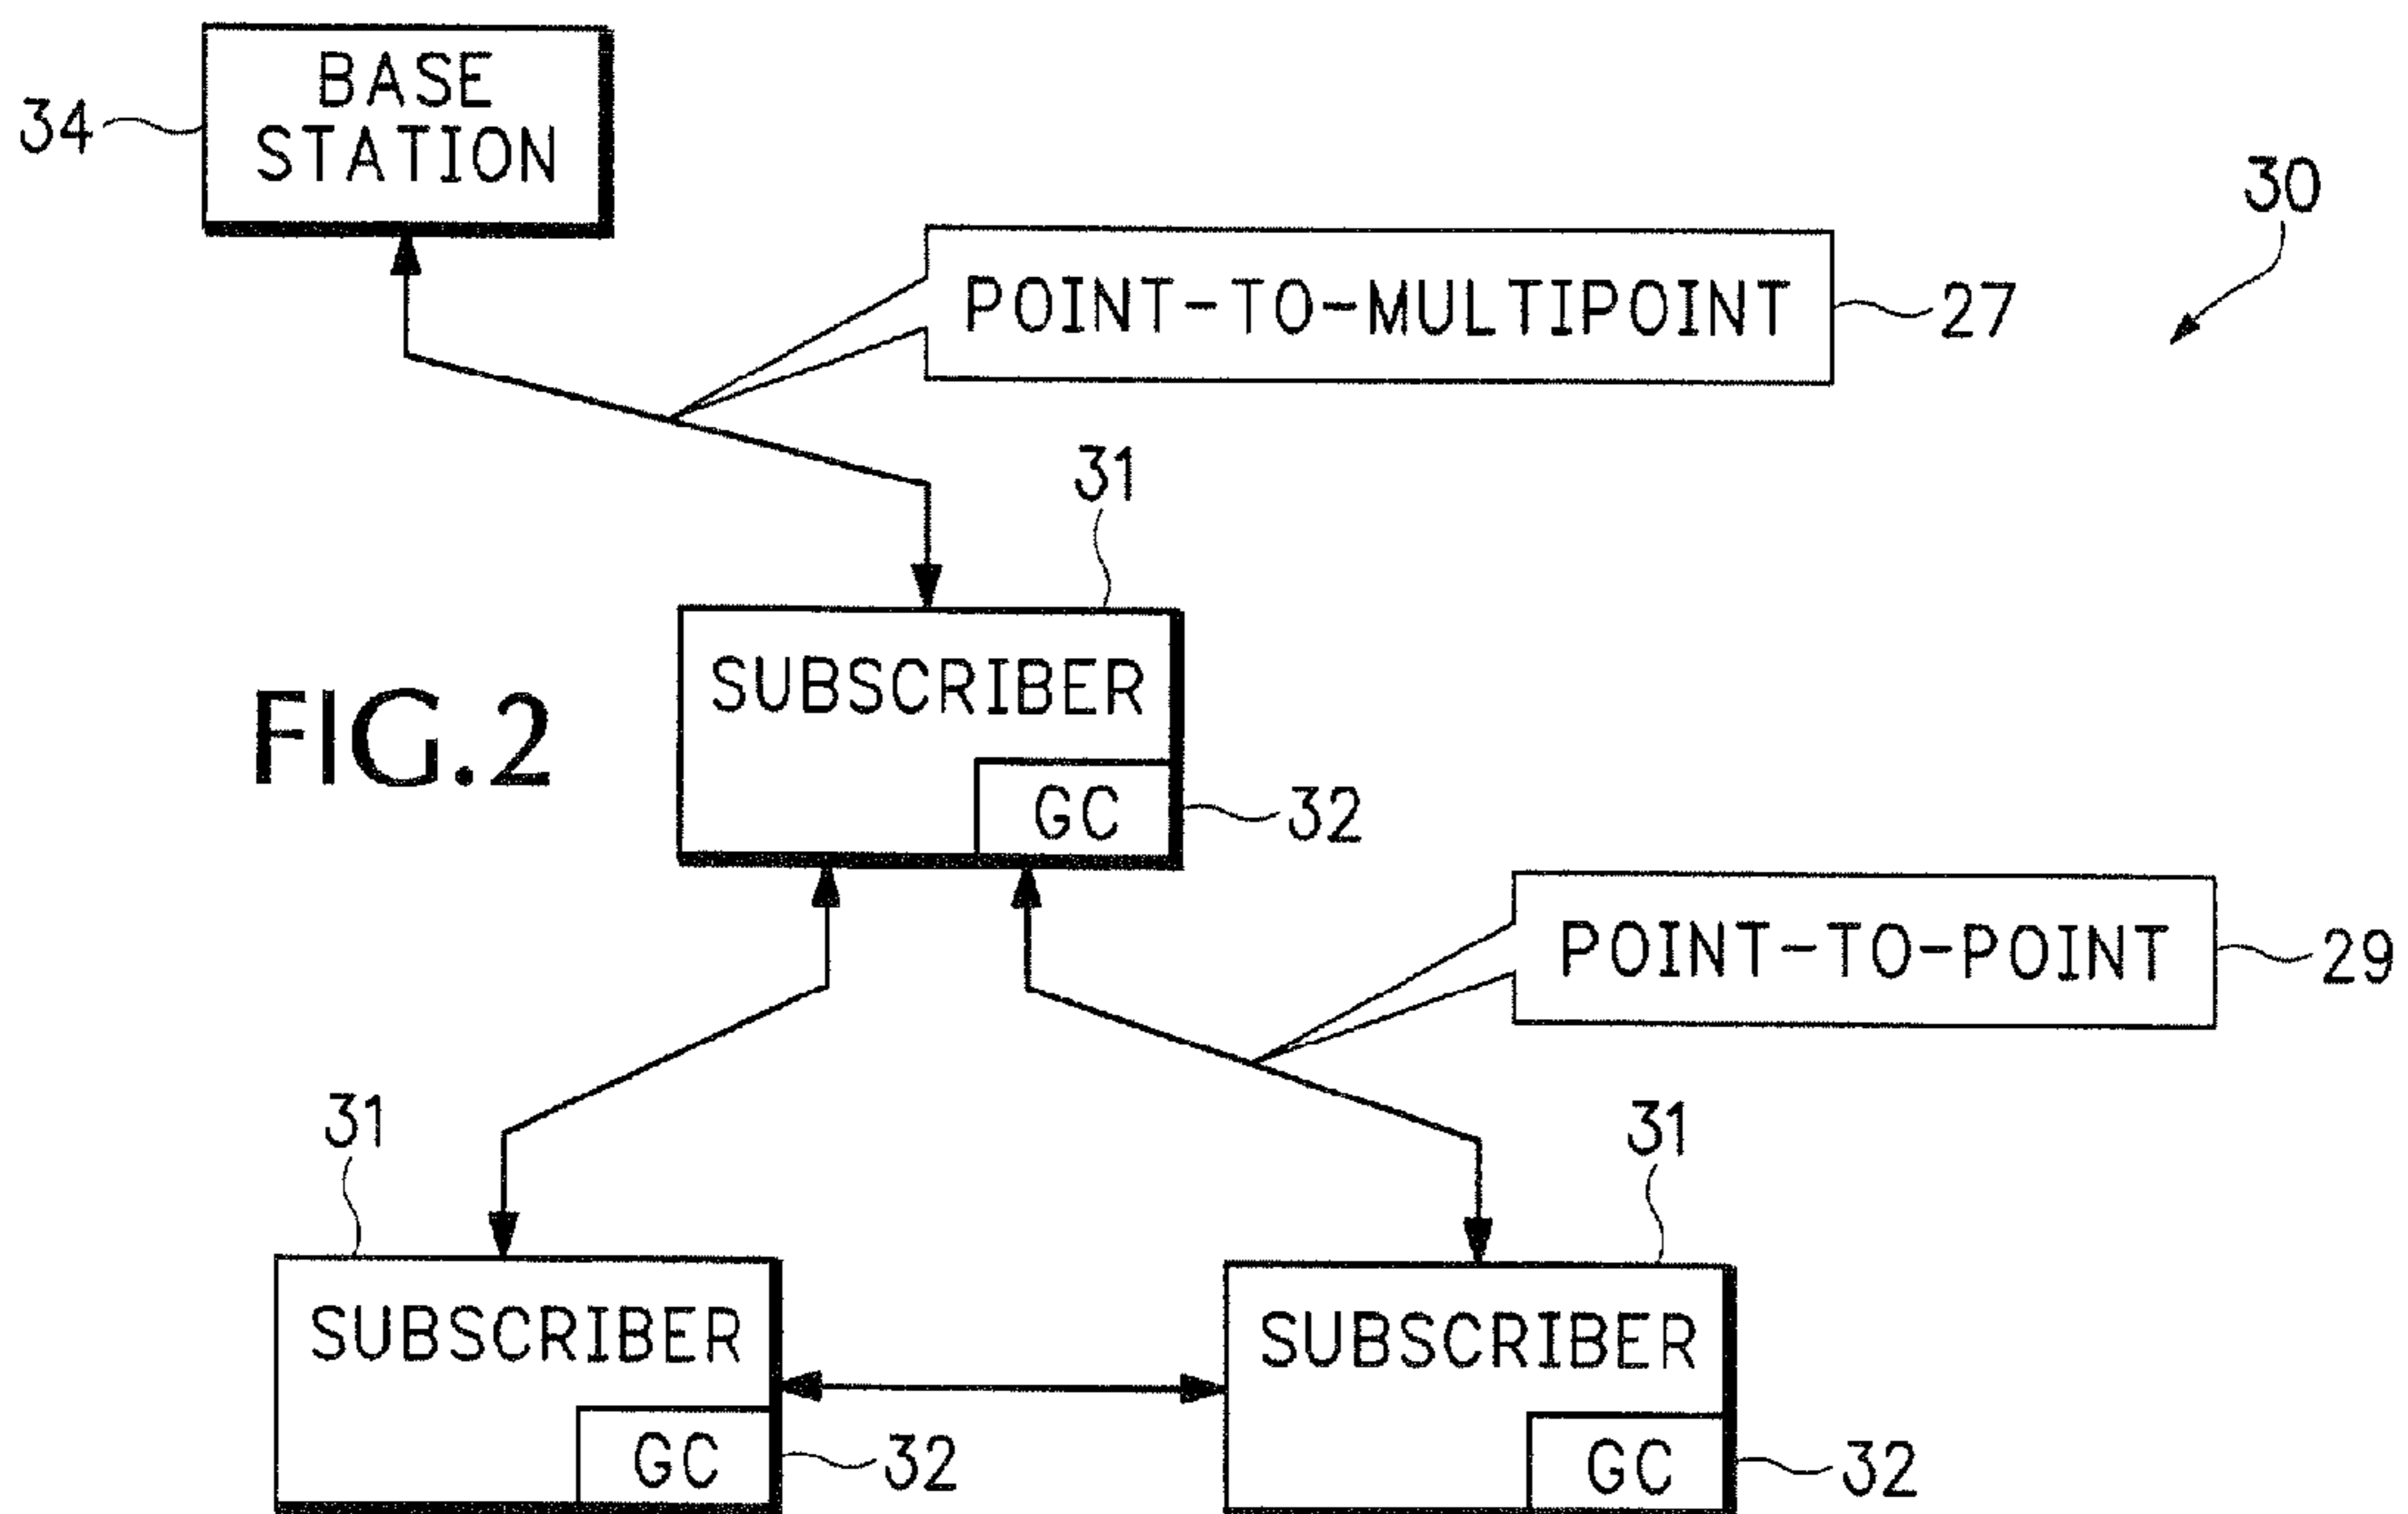 BASE
STATION
34
30
POINT-TO-MULTIPOINT
27
31
SUBSCRIBER
FIG.2
GC
32
POINT-TO-POINT
29
31
31
SUBSCRIBER
SUBSCRIBER
GC
32
GC
32